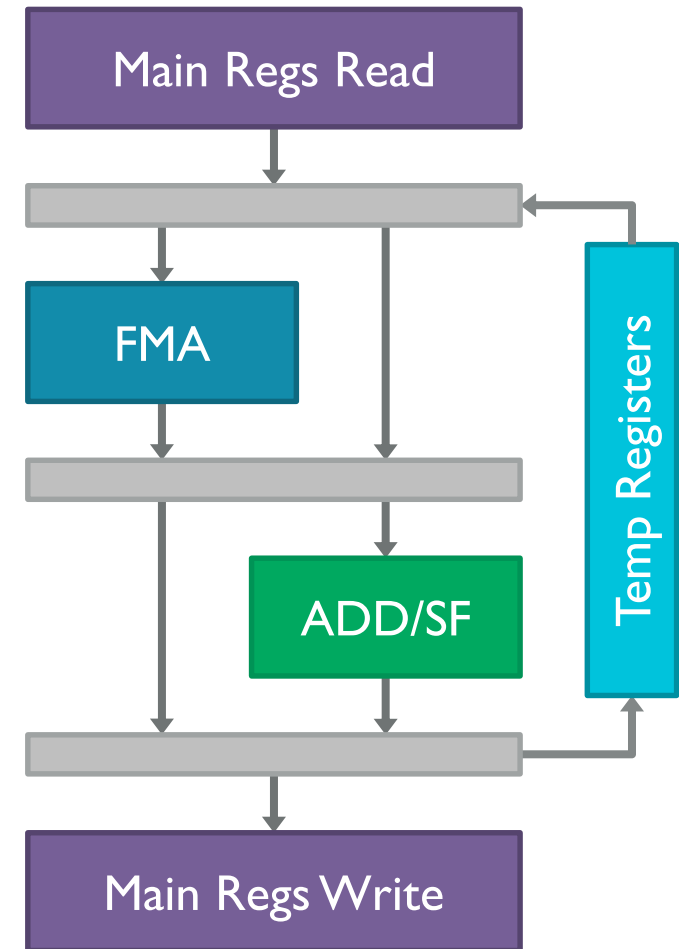 Main Regs Read
FMA
Temp Registers
ADD/SF
Main Regs Write